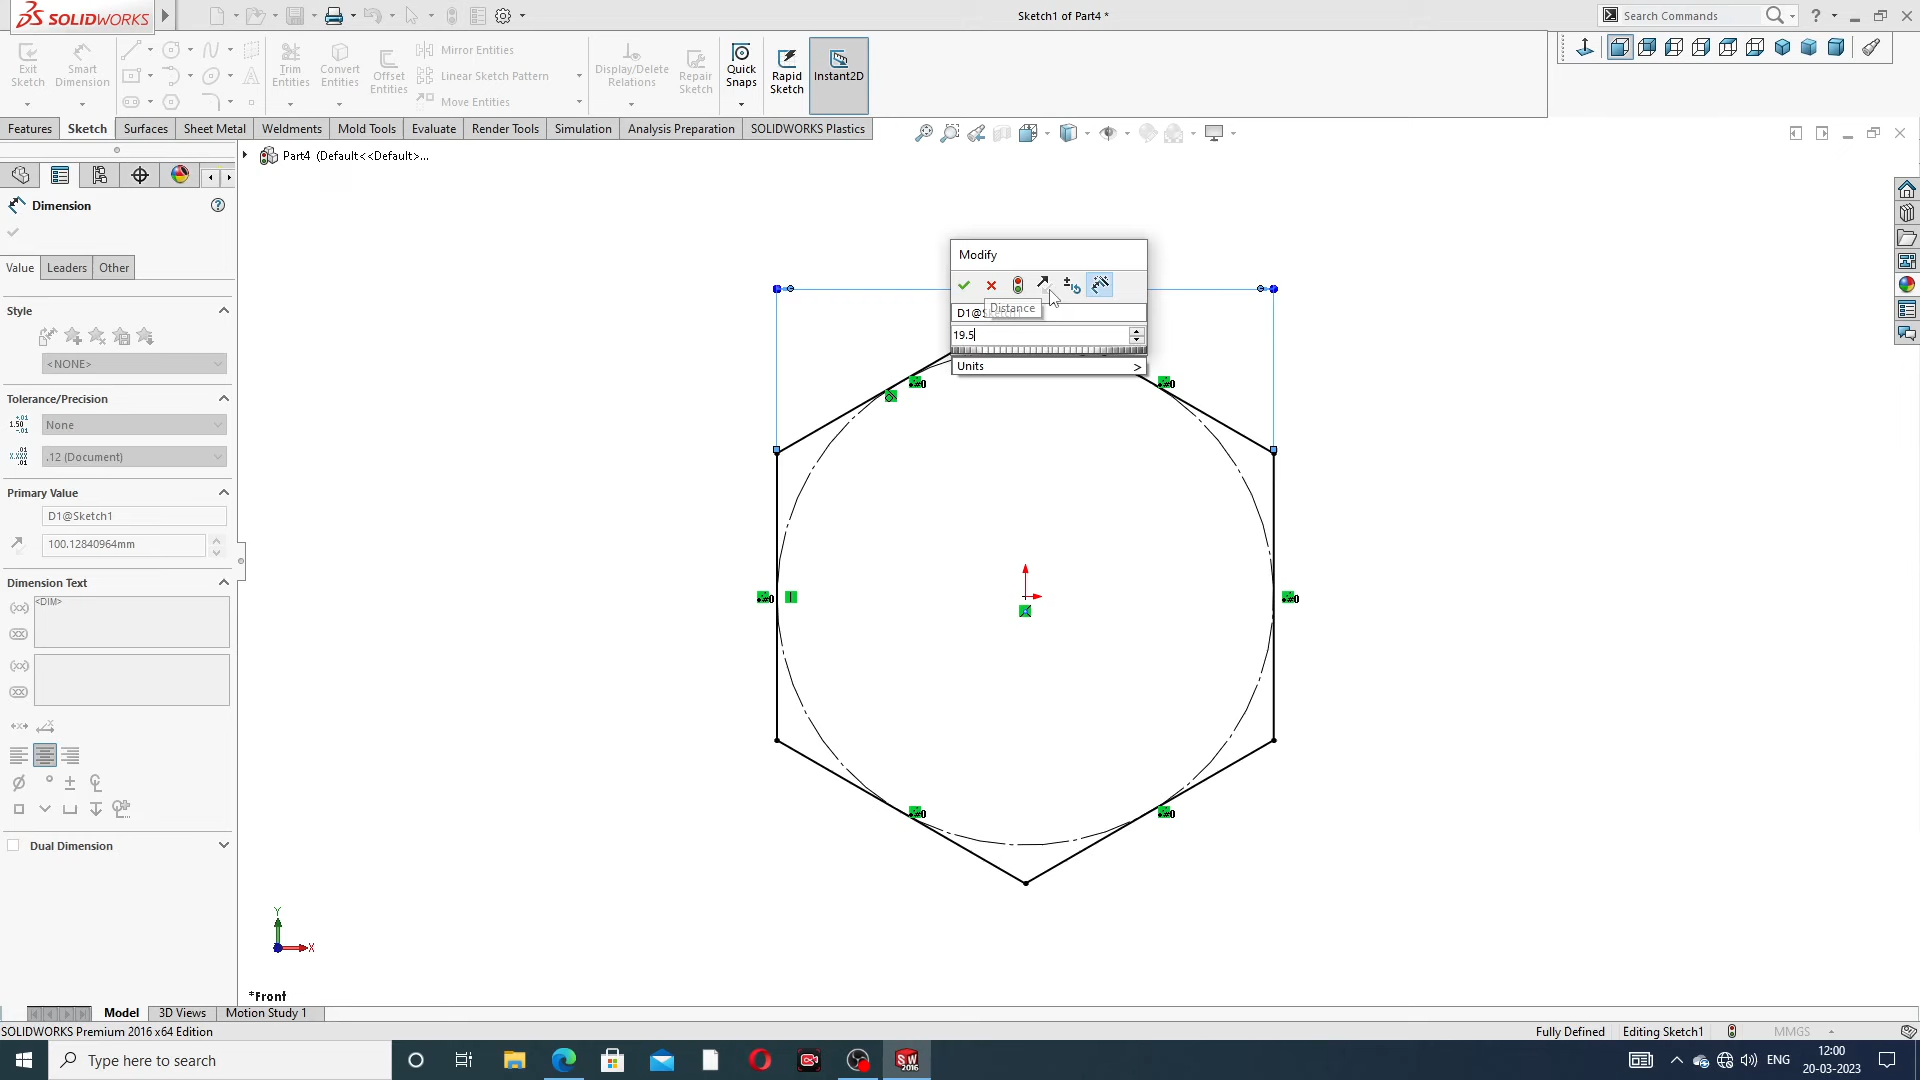 SOLIDWORKS
Sketch1 of Part4 *
Search Commands
Exit Sketch
Smart Dimension
Trim Entities
Convert Entities
Offset Entities
Mirror Entities
Linear Sketch Pattern
Move Entities
Display/Delete Relations
Repair Sketch
Quick Snaps
Rapid Sketch
Instant2D
Features
Sketch
Surfaces
Sheet Metal
Weldments
Mold Tools
Evaluate
Render Tools
Simulation
Analysis Preparation
SOLIDWORKS Plastics
Part4 (Default<<Default>...
Dimension
Value
Leaders
Other
Style
<NONE>
Tolerance/Precision
None
.12 (Document)
Primary Value
D1@Sketch1
100.12840964mm
Dimension Text
<DIM>
Dual Dimension
Modify
D1@S
Distance
19.5
Units
Y
X
*Front
Model
3D Views
Motion Study 1
SOLIDWORKS Premium 2016 x64 Edition
Fully Defined
Editing Sketch1
MMGS
Type here to search
ENG
12:00
20-03-2023